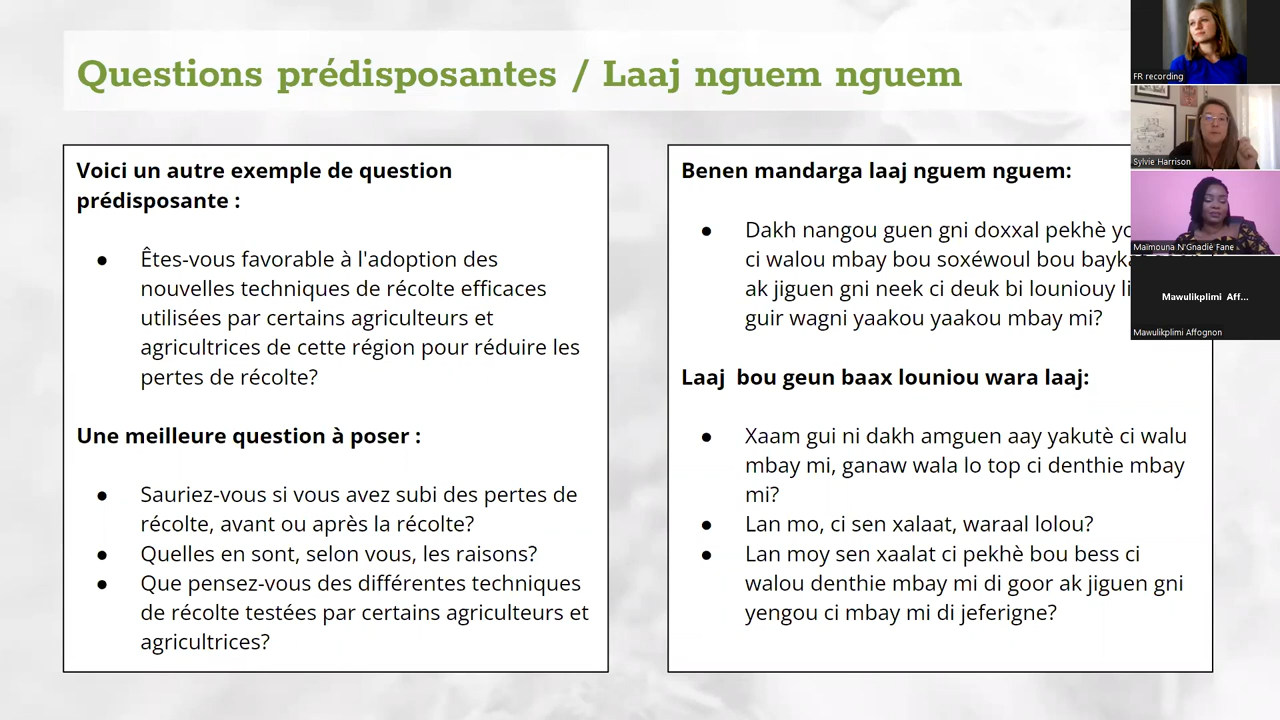 Questions prédisposantes / Laaj nguem nguem
Voici un autre exemple de question
prédisposante :
● Êtes-vous favorable à l'adoption des
nouvelles techniques de récolte efficaces
utilisées par certains agriculteurs et
agricultrices de cette région pour réduire les
pertes de récolte?
Une meilleure question à poser :
● Sauriez-vous si vous avez subi des pertes de
récolte, avant ou après la récolte?
● Quelles en sont, selon vous, les raisons?
● Que pensez-vous des différentes techniques
de récolte testées par certains agriculteurs et
agricultrices?
Benen mandarga laaj nguem nguem:
● Dakh nangou guen gni doxxal pekhè
ci walou mbay bou soxéwoul bou
ak jiguen gni neek ci deuk bi louniouy
guir wagni yaakou yaakou mbay mi?
Laaj bou geun baax louniou wara laaj:
● Xaam gui ni dakh amguen aay yakutè ci walu
mbay mi, ganaw wala lo top ci denthie mbay
mi?
● Lan mo, ci sen xalaat, waraal lolou?
● Lan moy sen xaalat ci pekhè bou bess ci
walou denthie mbay mi di goor ak jiguen gni
yengou ci mbay mi di jeferigne?
FR recording
Sylvie Harrison
Maïmouna N'Gnadié Fane
Mawulikplimi Aff...
Mawulikplimi Affognon